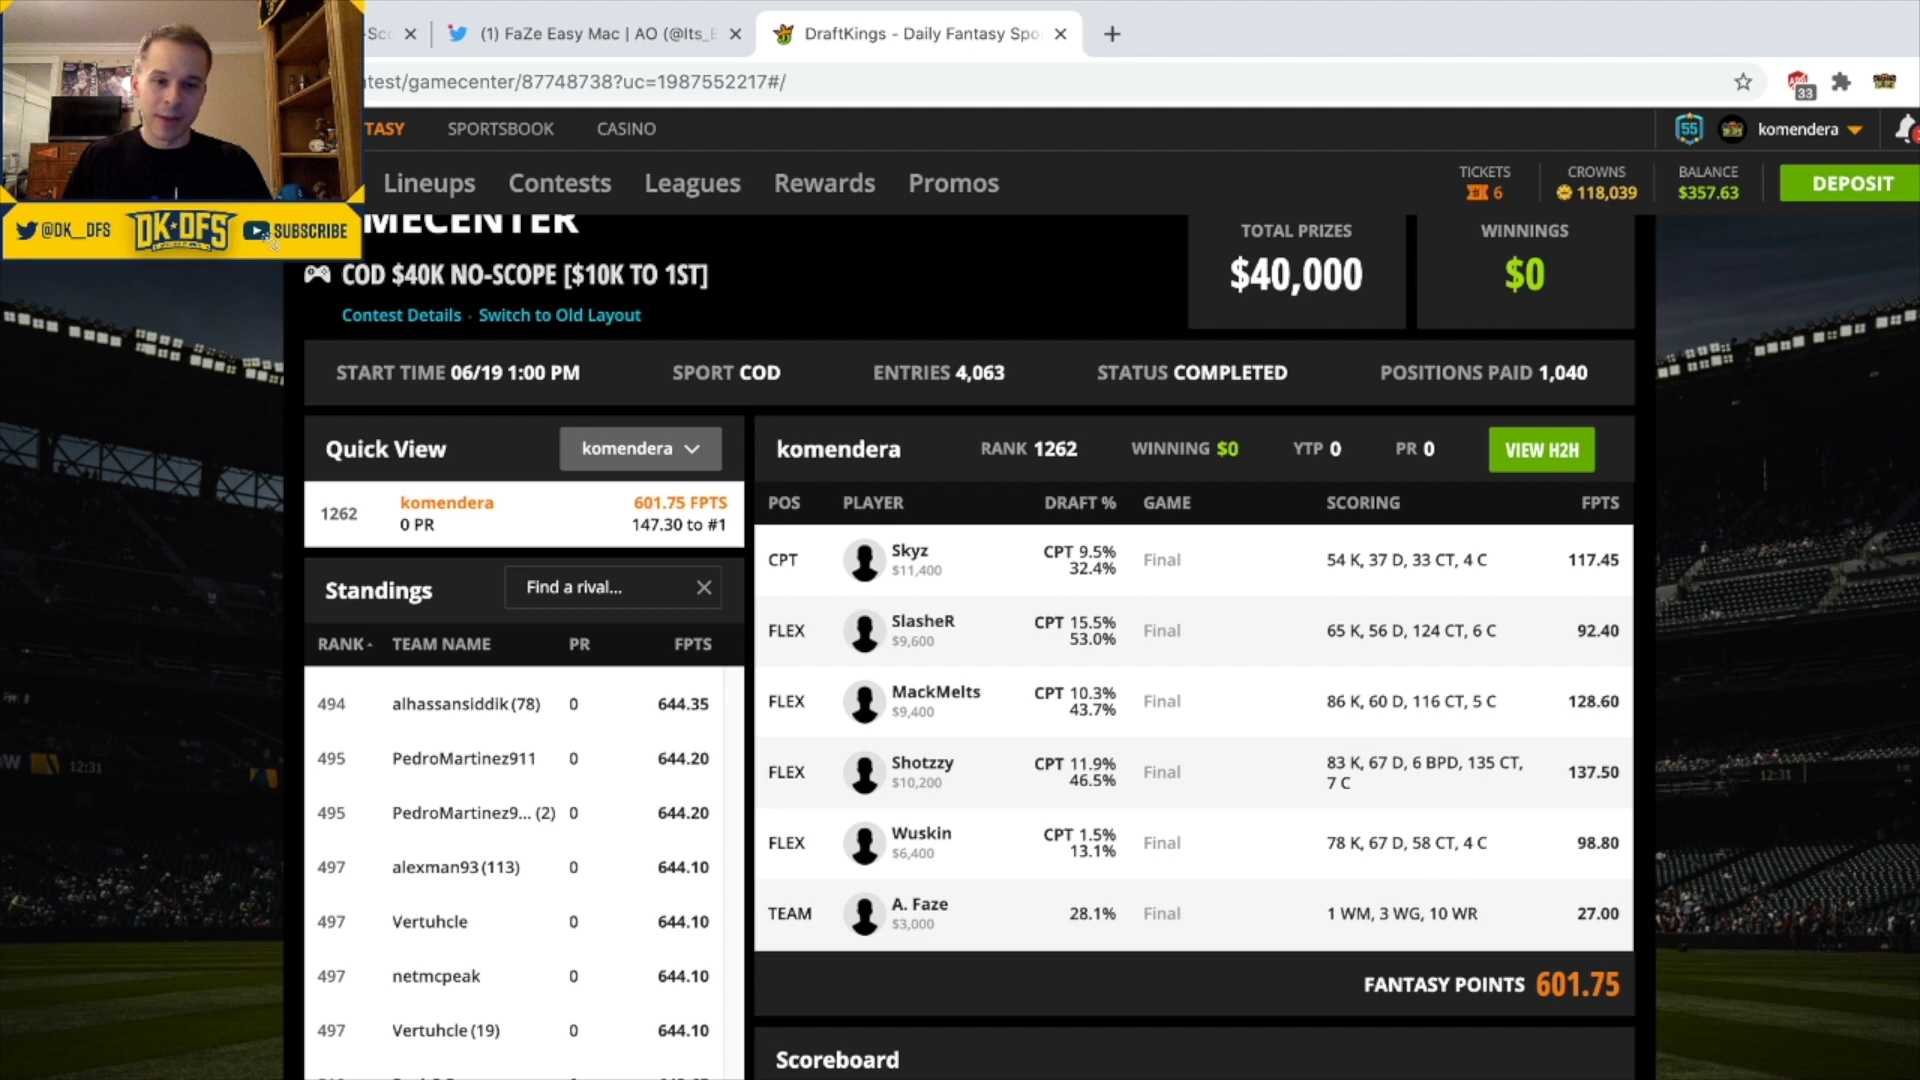 (1) FaZe Easy Mac | AO (@Its_E
DraftKings - Daily Fantasy Spo
test/gamecenter/87748738?uc=1987552217#/
33
TASY SPORTSBOOK CASINO
55 komendera
Lineups Contests Leagues Rewards Promos
TICKETS 6
CROWNS 118,039
BALANCE $357.63
DEPOSIT
@DK__DFS DK★DFS SUBSCRIBE
MECENTER
COD $40K NO-SCOPE [$10K TO 1ST]
Contest Details · Switch to Old Layout
TOTAL PRIZES
$40,000
WINNINGS
$0
START TIME 06/19 1:00 PM SPORT COD ENTRIES 4,063 STATUS COMPLETED POSITIONS PAID 1,040
Quick View komendera
1262 komendera 601.75 FPTS
0 PR 147.30 to #1
Standings Find a rival...
RANK TEAM NAME PR FPTS
494 alhassansiddik (78) 0 644.35
495 PedroMartinez911 0 644.20
495 PedroMartinez9... (2) 0 644.20
497 alexman93 (113) 0 644.10
497 Vertuhcle 0 644.10
497 netmcpeak 0 644.10
497 Vertuhcle (19) 0 644.10
komendera RANK 1262 WINNING $0 YTP 0 PR 0 VIEW H2H
POS PLAYER DRAFT % GAME SCORING FPTS
CPT Skyz $11,400 CPT 9.5% 32.4% Final 54 K, 37 D, 33 CT, 4 C 117.45
FLEX SlasheR $9,600 CPT 15.5% 53.0% Final 65 K, 56 D, 124 CT, 6 C 92.40
FLEX MackMelts $9,400 CPT 10.3% 43.7% Final 86 K, 60 D, 116 CT, 5 C 128.60
FLEX Shotzzy $10,200 CPT 11.9% 46.5% Final 83 K, 67 D, 6 BPD, 135 CT, 7 C 137.50
FLEX Wuskin $6,400 CPT 1.5% 13.1% Final 78 K, 67 D, 58 CT, 4 C 98.80
TEAM A. Faze $3,000 28.1% Final 1 WM, 3 WG, 10 WR 27.00
FANTASY POINTS 601.75
Scoreboard
12:31
12:31